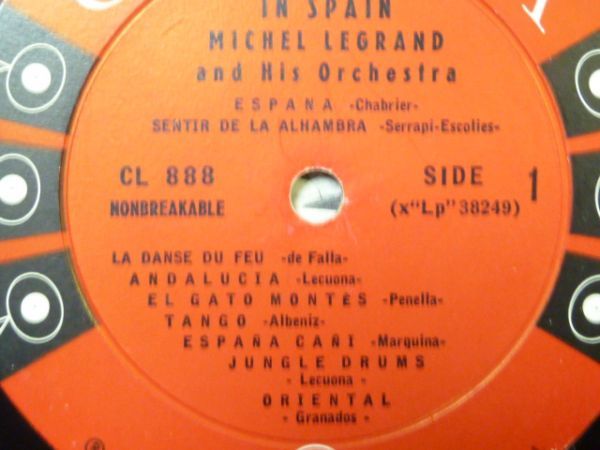 IN SPAIN
MICHEL LEGRAND
and His Orchestra
ESPANA -Chabrier-
SENTIR DE LA ALHAMBRA -Serrapi-Escolies-
CL 888
SIDE 1
NONBREAKABLE
(x"Lp"38249)
LA DANSE DU FEU -de Falla-
ANDALUCIA -Lecuona-
EL GATO MONTÈS -Penella-
TANGO -Albeniz-
ESPAÑA CAÑI -Marquina-
JUNGLE DRUMS
- Lecuona -
ORIENTAL
- Granados -
®